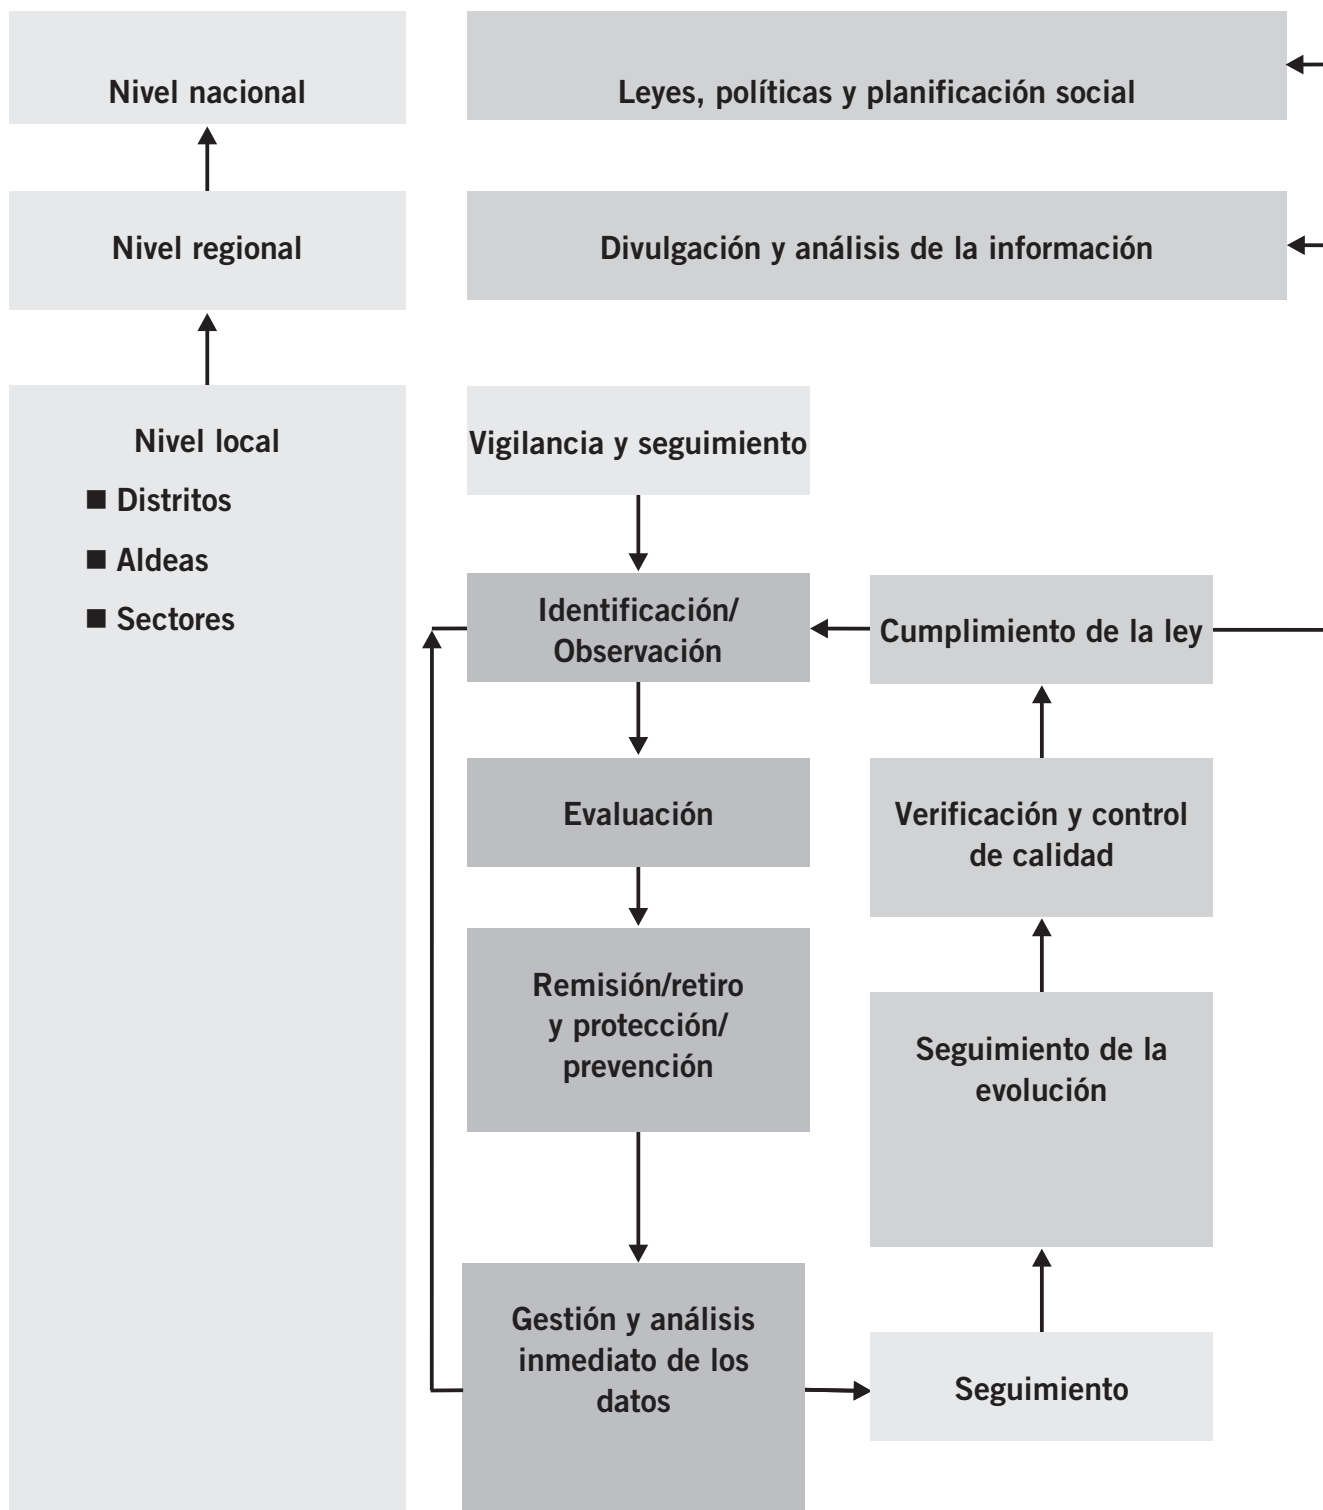 Nivel nacional
Leyes, políticas y planificación social
Nivel regional
Divulgación y análisis de la información
Nivel local
■ Distritos
■ Aldeas
■ Sectores
Vigilancia y seguimiento
Identificación/
Observación
Evaluación
Remisión/retiro
y protección/
prevención
Gestión y análisis
inmediato de los
datos
Seguimiento
Seguimiento de la
evolución
Verificación y control
de calidad
Cumplimiento de la ley